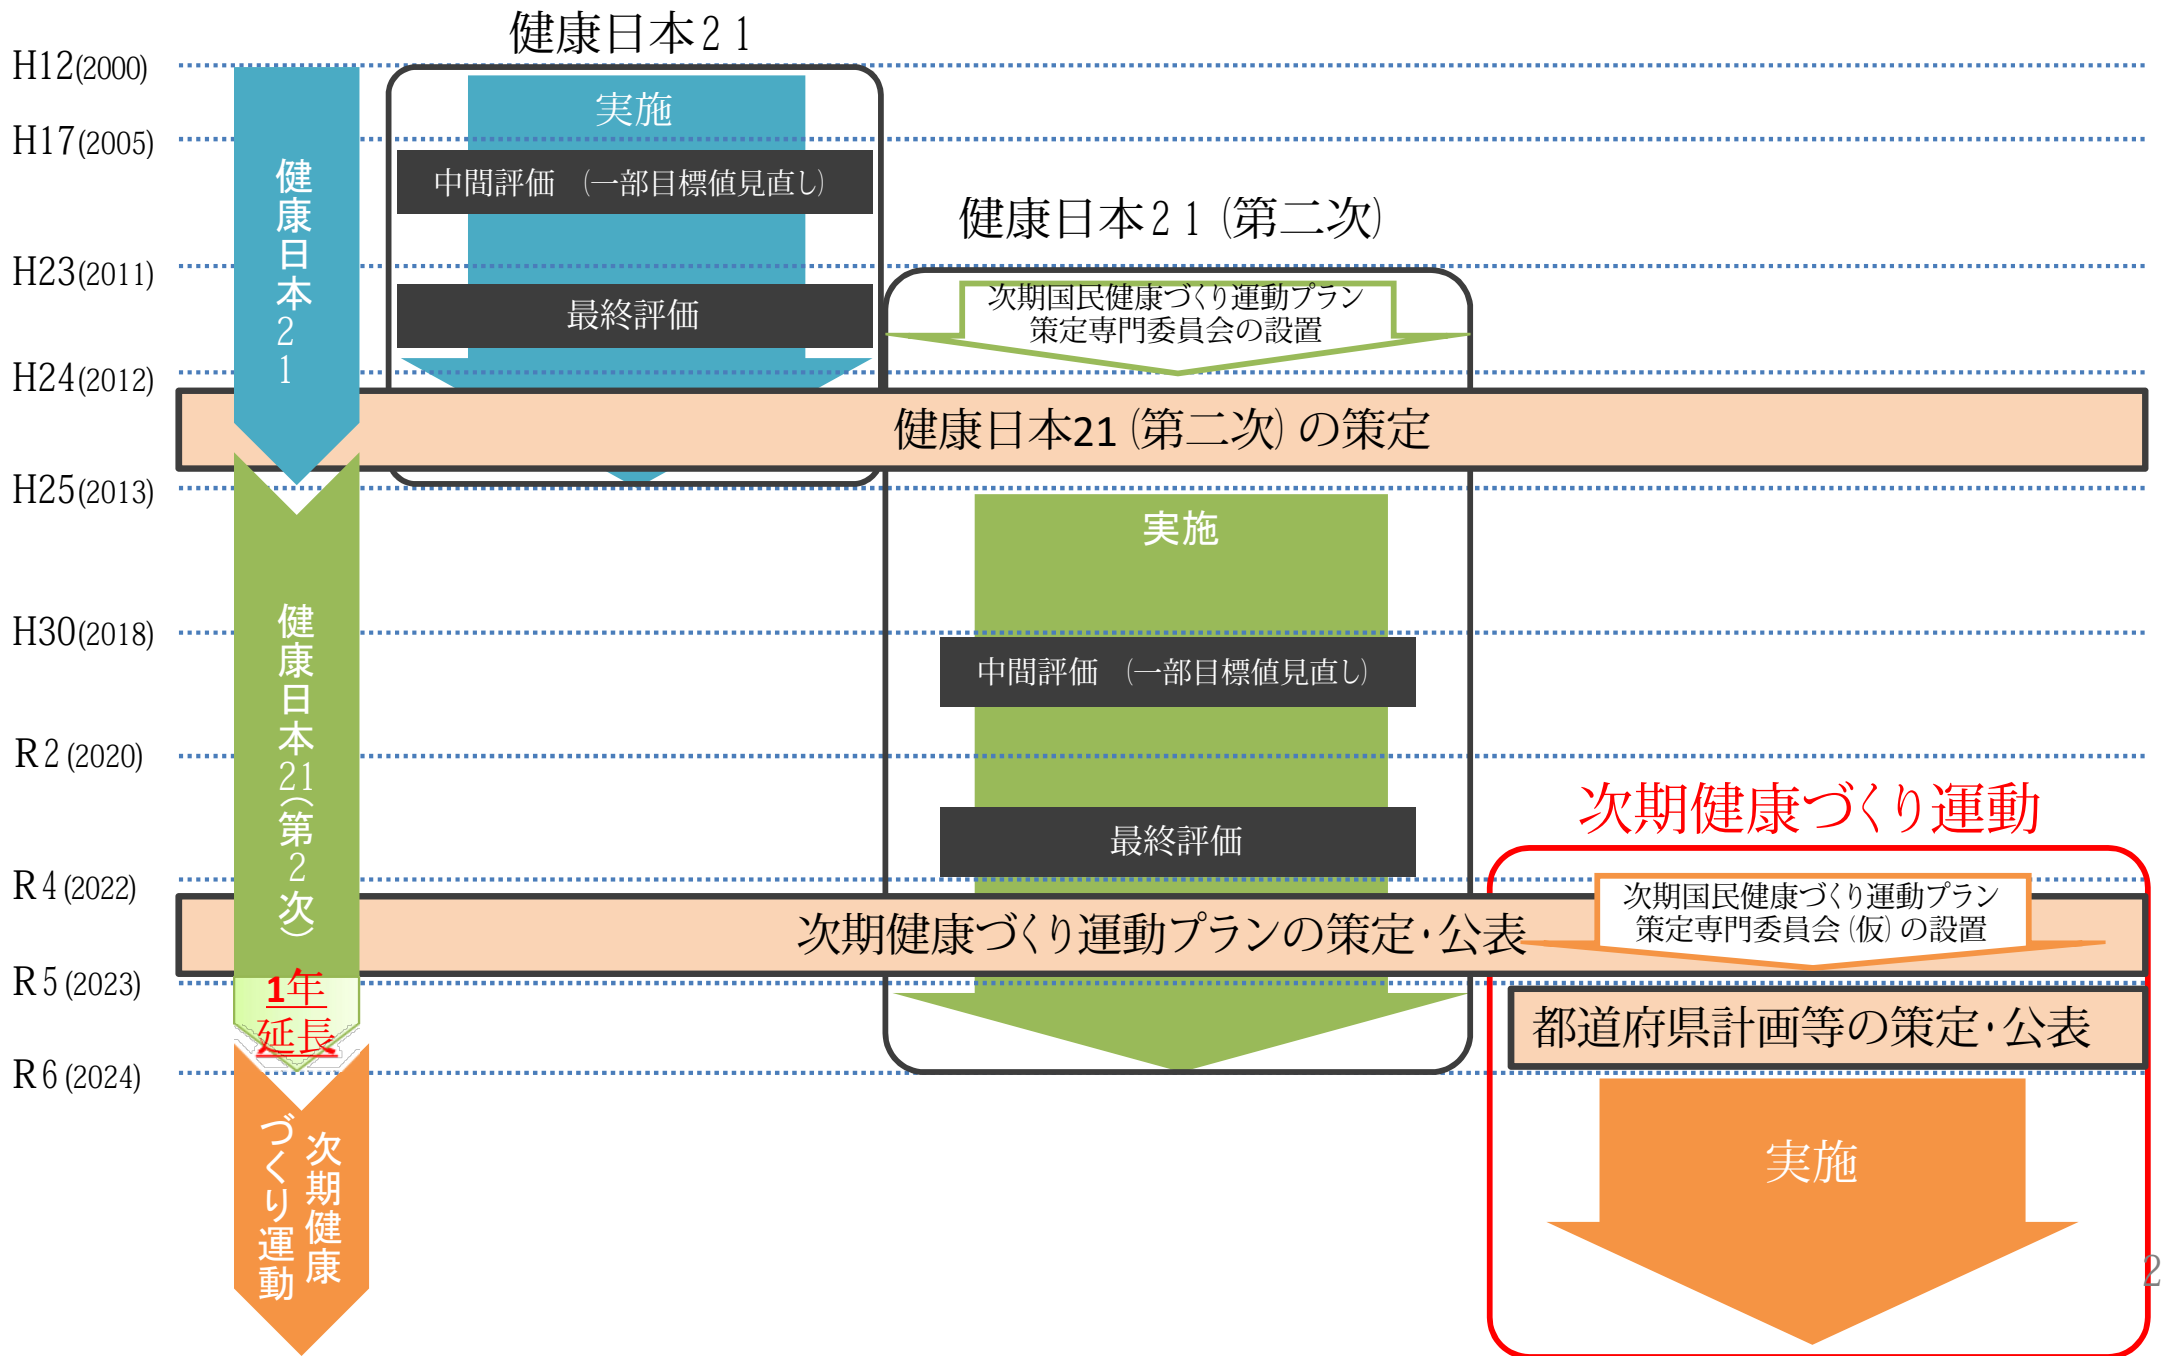 健康日本２１
H12(2000)
実施
H17(2005)
中間評価　(一部目標値見直し)
健康日本２１
健康日本２１(第二次)
H23(2011)
次期国民健康づくり運動プラン
策定専門委員会の設置
最終評価
H24(2012)
健康日本21(第二次)の策定
H25(2013)
実施
健康日本21(第２次)
H30(2018)
中間評価　(一部目標値見直し)
R２(2020)
次期健康づくり運動
最終評価
R４(2022)
次期国民健康づくり運動プラン
策定専門委員会(仮)の設置
次期健康づくり運動プランの策定・公表
R５(2023)
1年
延長
都道府県計画等の策定・公表
R６(2024)
次期健康
づくり運動
実施
2